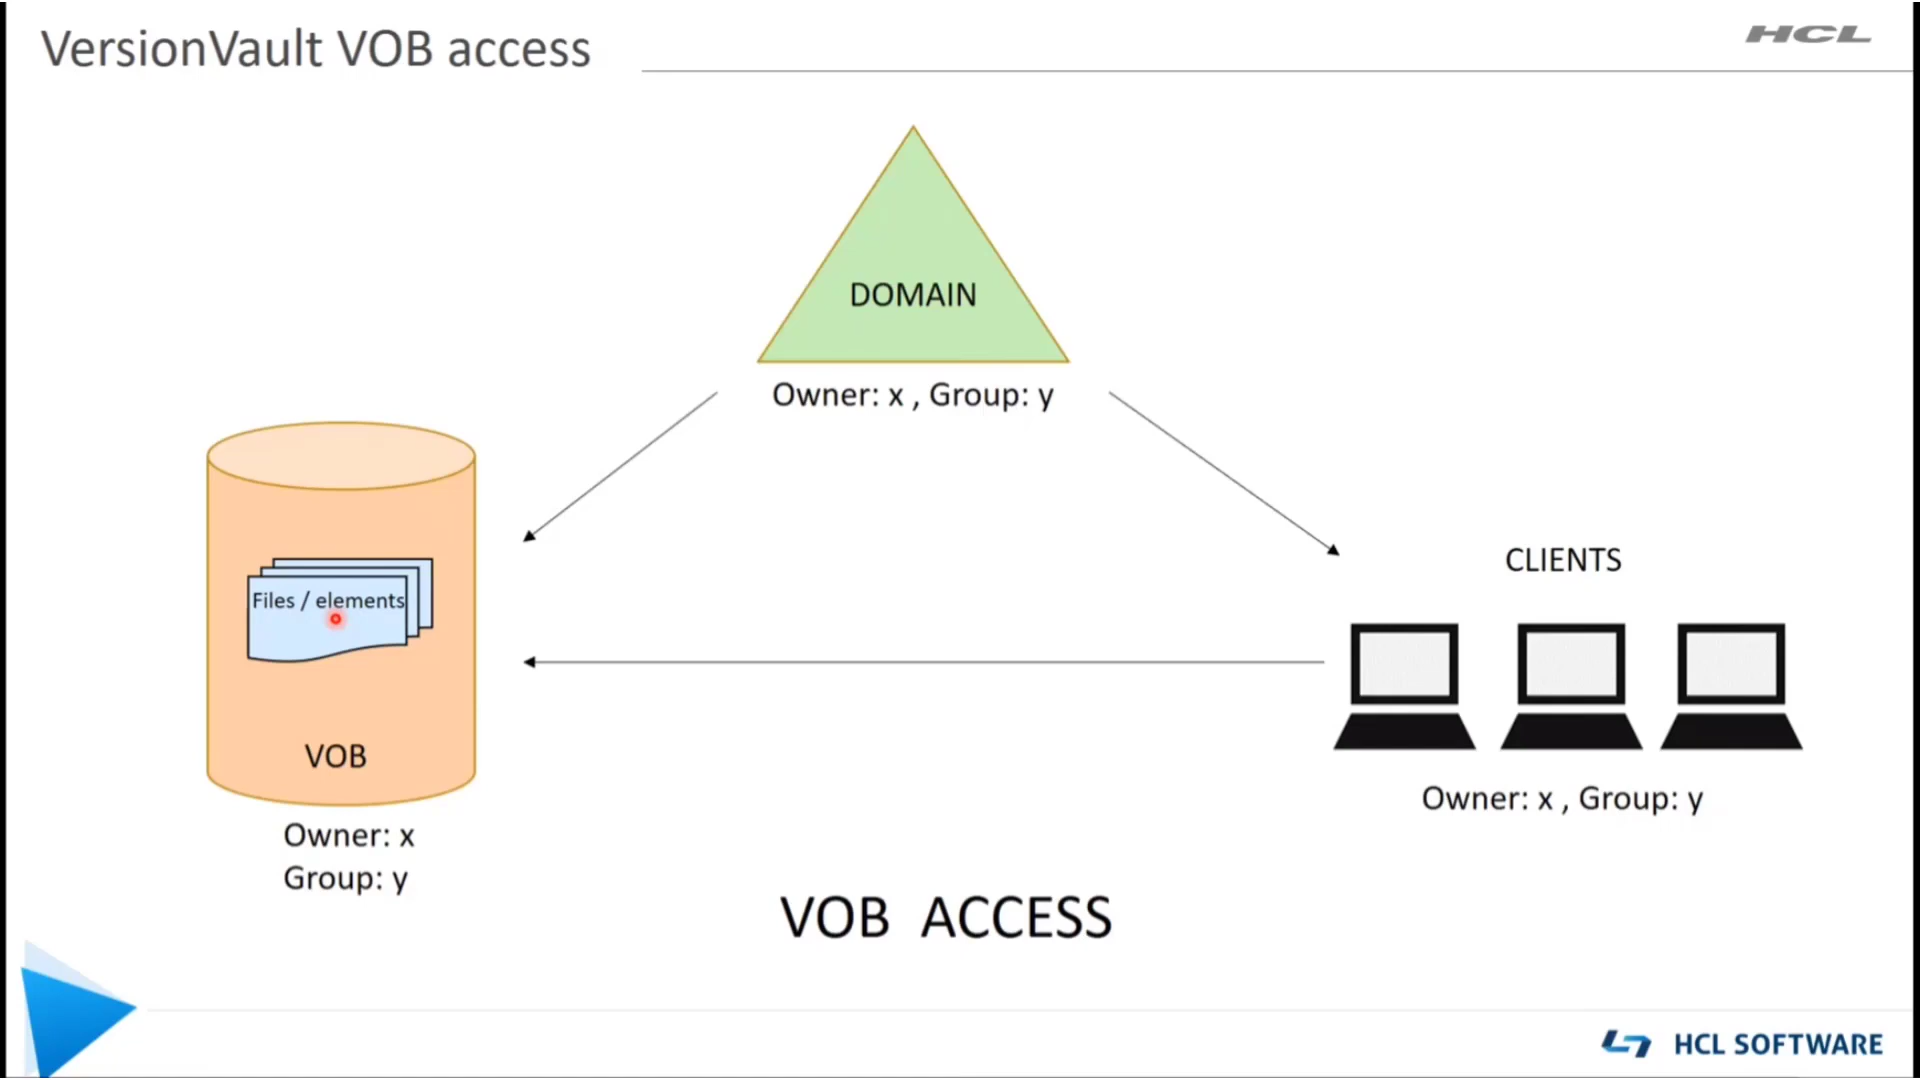 VersionVault VOB access
HCL
DOMAIN
Owner: x , Group: y
CLIENTS
Files / elements
VOB
Owner: x , Group: y
Owner: x
Group: y
VOB ACCESS
HCL SOFTWARE